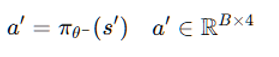 a′ = π_{θ⁻}(s′)  a′ ∈ ℝ^{B×4}